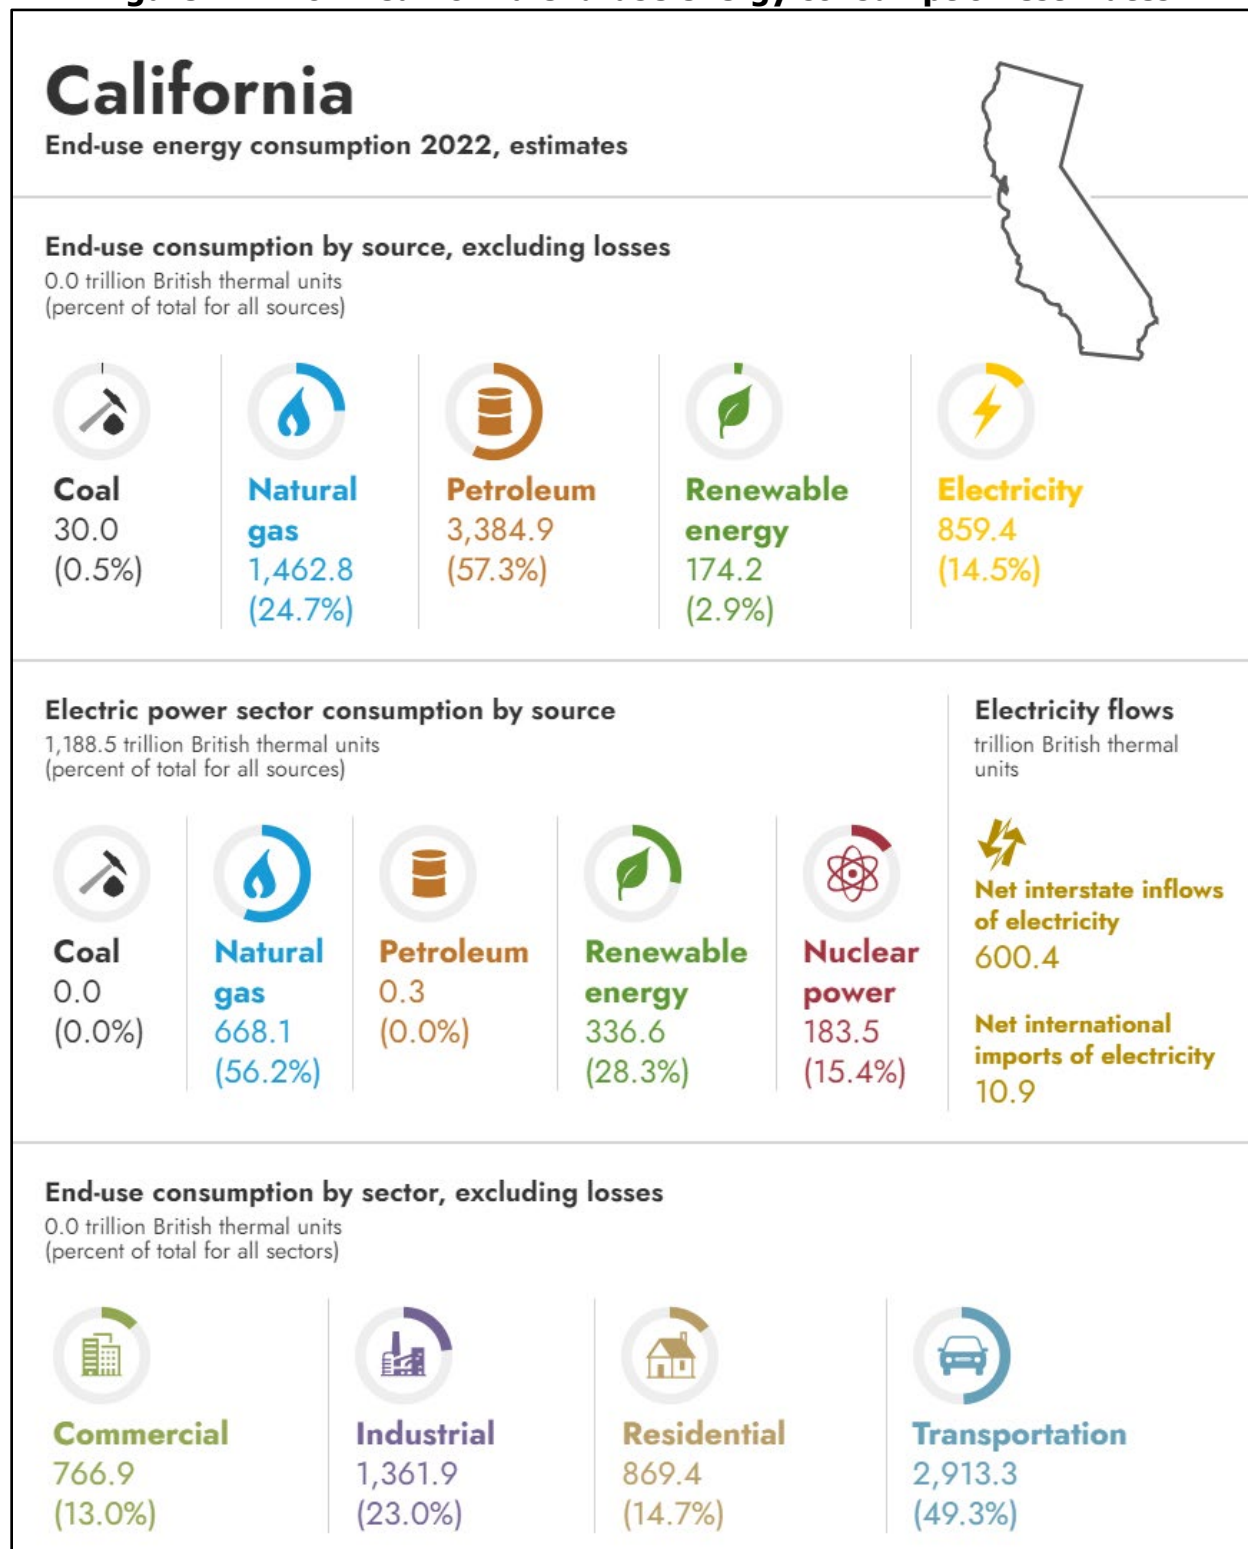 California
End-use energy consumption 2022, estimates
End-use consumption by source, excluding losses
0.0 trillion British thermal units
(percent of total for all sources)
Coal
30.0
(0.5%)
Natural
gas
1,462.8
(24.7%)
Petroleum
3,384.9
(57.3%)
Renewable
energy
174.2
(2.9%)
Electricity
859.4
(14.5%)
Electric power sector consumption by source
1,188.5 trillion British thermal units
(percent of total for all sources)
Coal
0.0
(0.0%)
Natural
gas
668.1
(56.2%)
Petroleum
0.3
(0.0%)
Renewable
energy
336.6
(28.3%)
Nuclear
power
183.5
(15.4%)
Electricity flows
trillion British thermal
units
Net interstate inflows
of electricity
600.4
Net international
imports of electricity
10.9
End-use consumption by sector, excluding losses
0.0 trillion British thermal units
(percent of total for all sectors)
Commercial
766.9
(13.0%)
Industrial
1,361.9
(23.0%)
Residential
869.4
(14.7%)
Transportation
2,913.3
(49.3%)